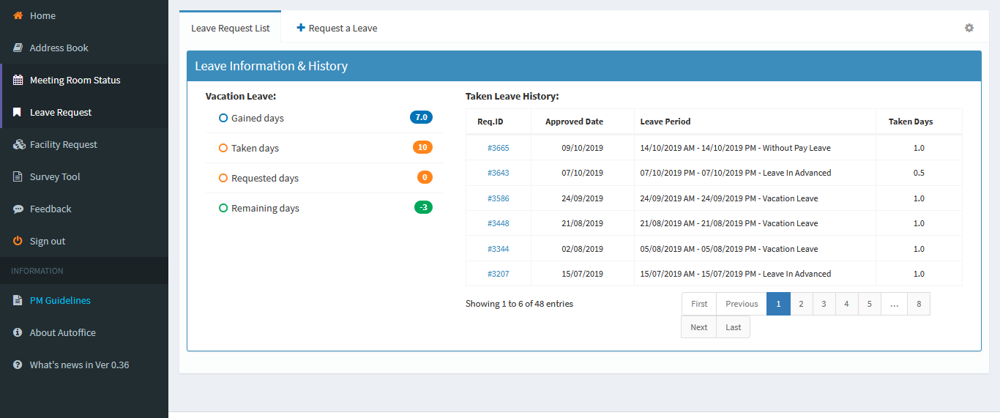 Home
Address Book
Meeting Room Status
Leave Request
Facility Request
Survey Tool
Feedback
Sign out
INFORMATION
PM Guidelines
About Autoffice
What's news in Ver 0.36
Leave Request List Request a Leave
Leave Information & History
Vacation Leave:
Gained days 7.0
Taken days 10
Requested days 0
Remaining days -3
Taken Leave History:
Req.ID Approved Date Leave Period Taken Days
#3665 09/10/2019 14/10/2019 AM - 14/10/2019 PM - Without Pay Leave 1.0
#3643 07/10/2019 07/10/2019 PM - 07/10/2019 PM - Leave In Advanced 0.5
#3586 24/09/2019 24/09/2019 AM - 24/09/2019 PM - Vacation Leave 1.0
#3448 21/08/2019 21/08/2019 AM - 21/08/2019 PM - Vacation Leave 1.0
#3344 02/08/2019 05/08/2019 AM - 05/08/2019 PM - Vacation Leave 1.0
#3207 15/07/2019 15/07/2019 AM - 15/07/2019 PM - Leave In Advanced 1.0
Showing 1 to 6 of 48 entries
First Previous 1 2 3 4 5 ... 8
Next Last